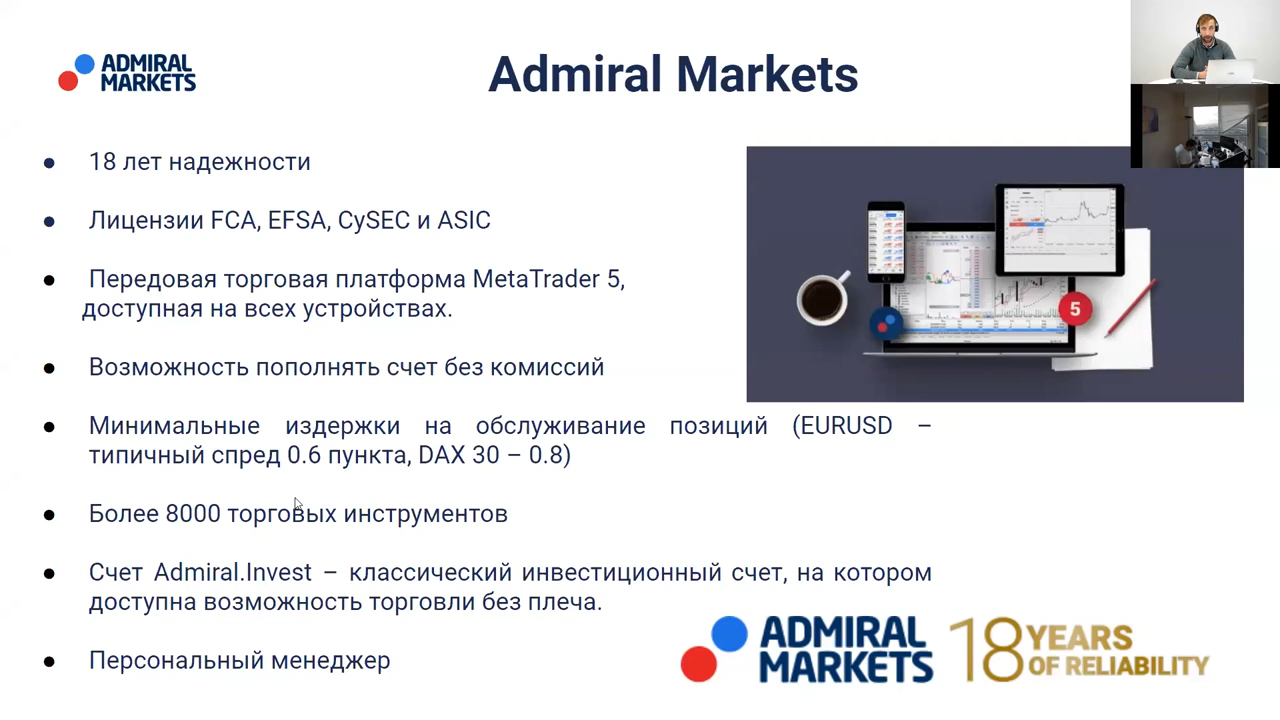 ADMIRAL
MARKETS
Admiral Markets
● 18 лет надежности
● Лицензии FCA, EFSA, CySEC и ASIC
● Передовая торговая платформа MetaTrader 5,
доступная на всех устройствах.
● Возможность пополнять счет без комиссий
● Минимальные издержки на обслуживание позиций (EURUSD –
типичный спред 0.6 пункта, DAX 30 – 0.8)
● Более 8000 торговых инструментов
● Счет Admiral.Invest – классический инвестиционный счет, на котором
доступна возможность торговли без плеча.
● Персональный менеджер
5
ADMIRAL
MARKETS
18 YEARS
OF RELIABILITY